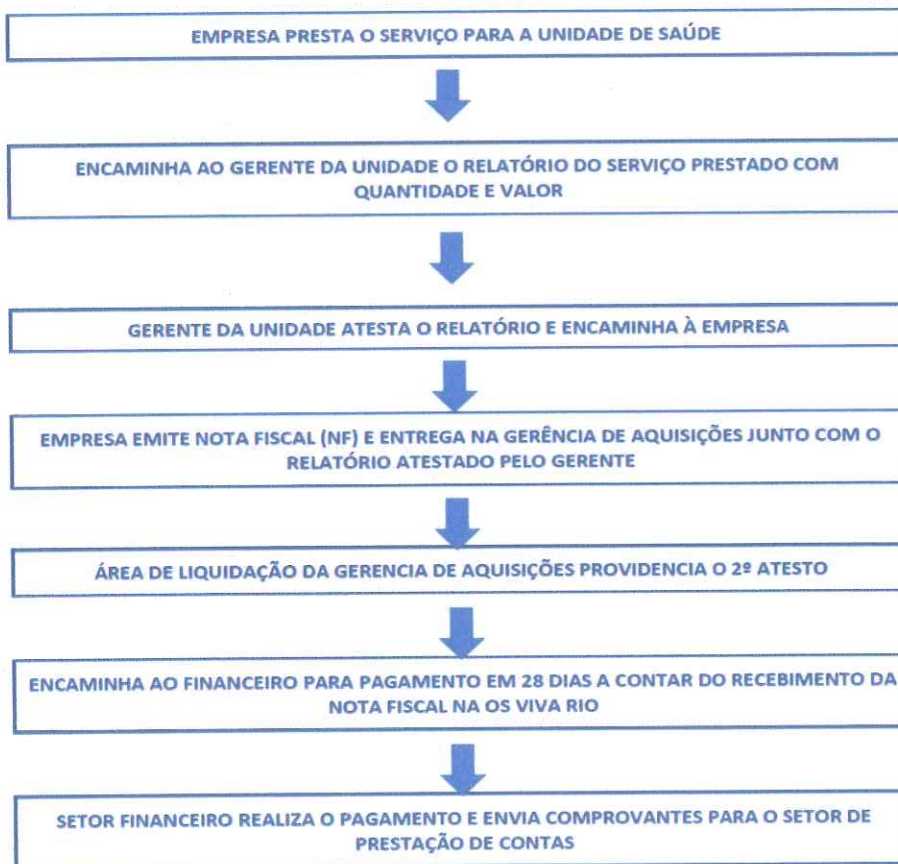 EMPRESA PRESTA O SERVIÇO PARA A UNIDADE DE SAÚDE
ENCAMINHA AO GERENTE DA UNIDADE O RELATÓRIO DO SERVIÇO PRESTADO COM
QUANTIDADE E VALOR
GERENTE DA UNIDADE ATESTA O RELATÓRIO E ENCAMINHA À EMPRESA
EMPRESA EMITE NOTA FISCAL (NF) E ENTREGA NA GERÊNCIA DE AQUISIÇÕES JUNTO COM O
RELATÓRIO ATESTADO PELO GERENTE
ÁREA DE LIQUIDAÇÃO DA GERENCIA DE AQUISIÇÕES PROVIDENCIA O 2º ATESTO
ENCAMINHA AO FINANCEIRO PARA PAGAMENTO EM 28 DIAS A CONTAR DO RECEBIMENTO DA
NOTA FISCAL NA OS VIVA RIO
SETOR FINANCEIRO REALIZA O PAGAMENTO E ENVIA COMPROVANTES PARA O SETOR DE
PRESTAÇÃO DE CONTAS